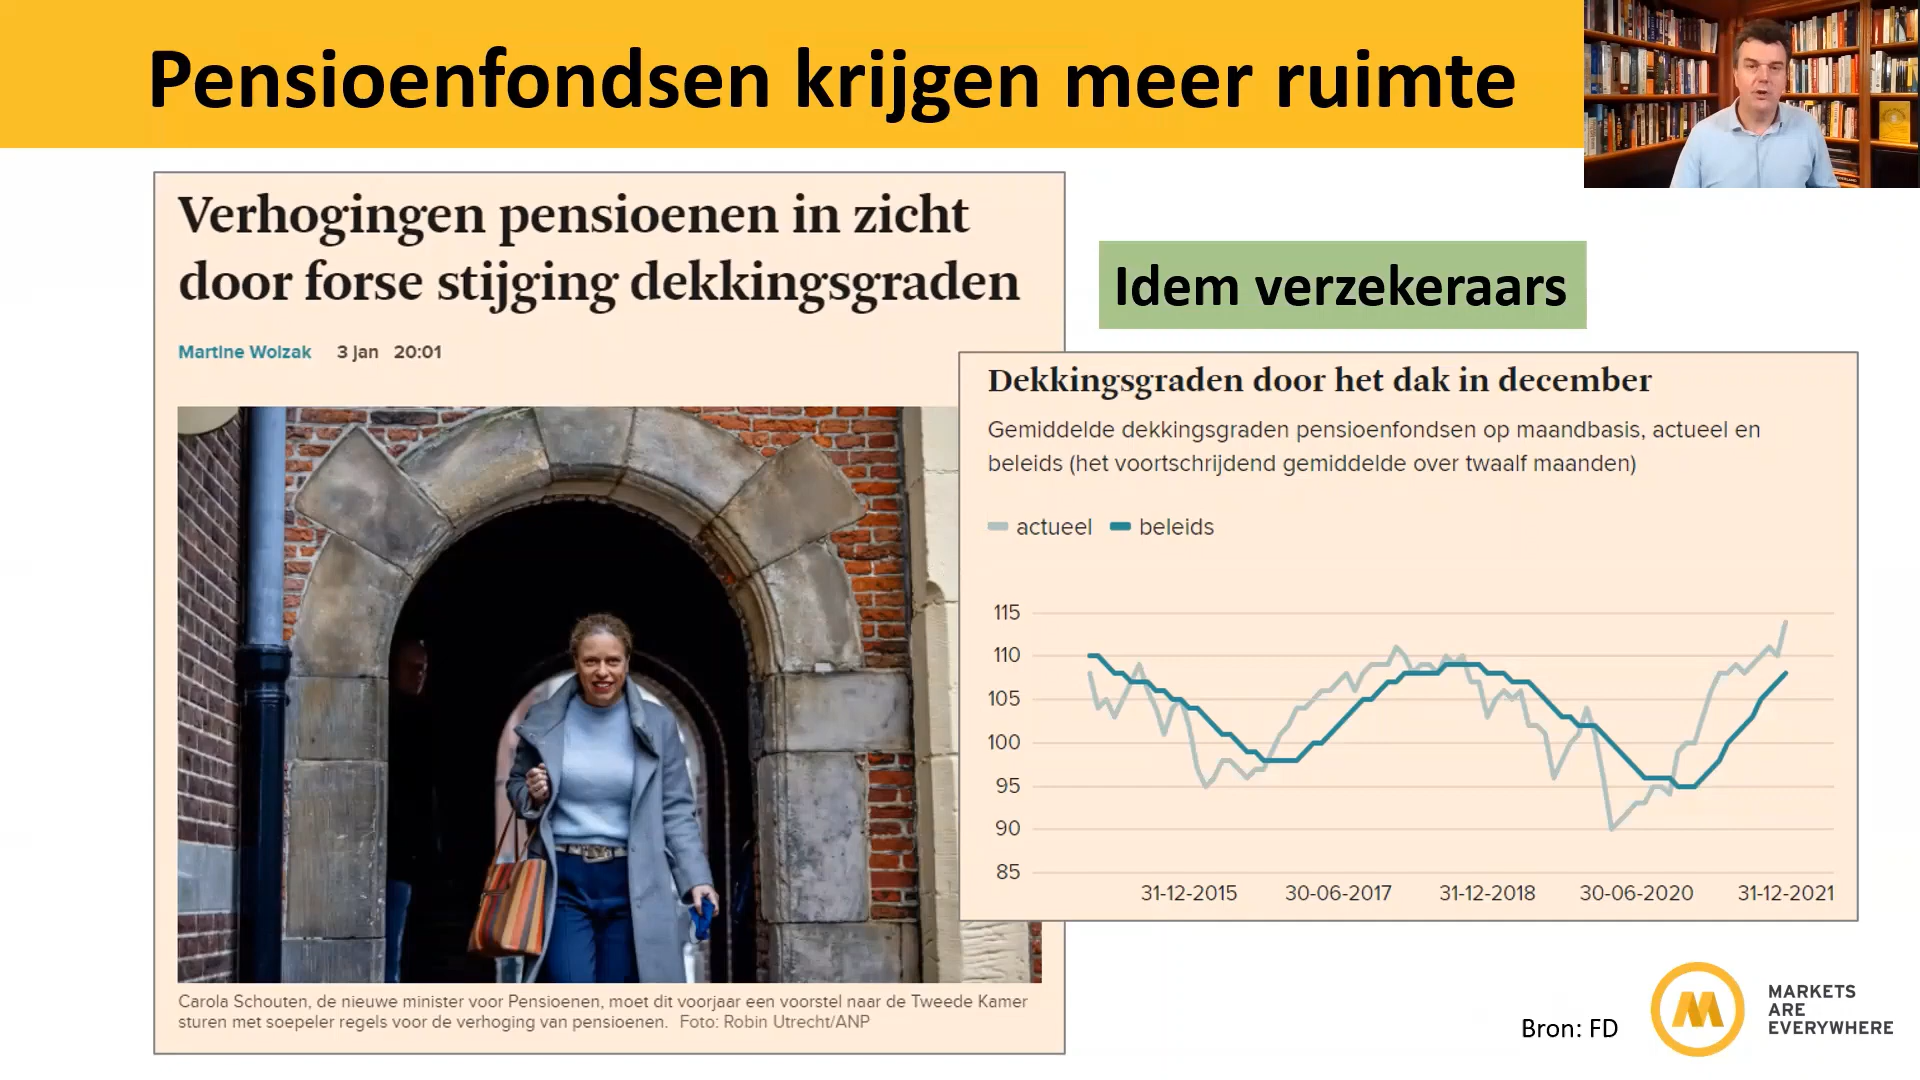 Pensioenfondsen krijgen meer ruimte
Verhogingen pensioenen in zicht
door forse stijging dekkingsgraden
Martine Wolzak 3 jan 20:01
Carola Schouten, de nieuwe minister voor Pensioenen, moet dit voorjaar een voorstel naar de Tweede Kamer
sturen met soepeler regels voor de verhoging van pensioenen. Foto: Robin Utrecht/ANP
Idem verzekeraars
Dekkingsgraden door het dak in december
Gemiddelde dekkingsgraden pensioenfondsen op maandbasis, actueel en
beleids (het voortschrijdend gemiddelde over twaalf maanden)
actueel beleids
115
110
105
100
95
90
85
31-12-2015 30-06-2017 31-12-2018 30-06-2020 31-12-2021
Bron: FD
MARKETS
ARE
EVERYWHERE